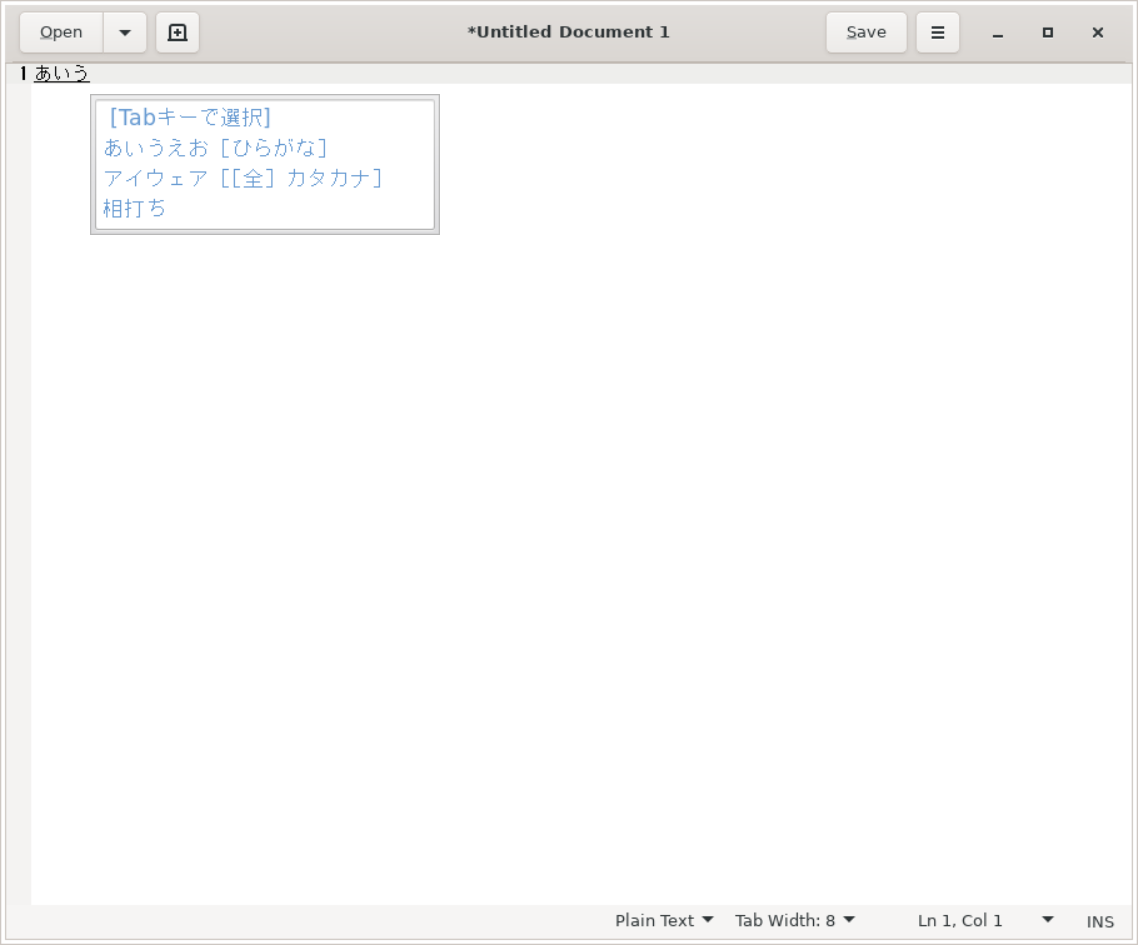 Open
*Untitled Document 1
Save
1 あいう
[Tabキーで選択]
あいうえお [ひらがな]
アイウェア [[全] カタカナ]
相打ち
Plain Text
Tab Width: 8
Ln 1, Col 1
INS